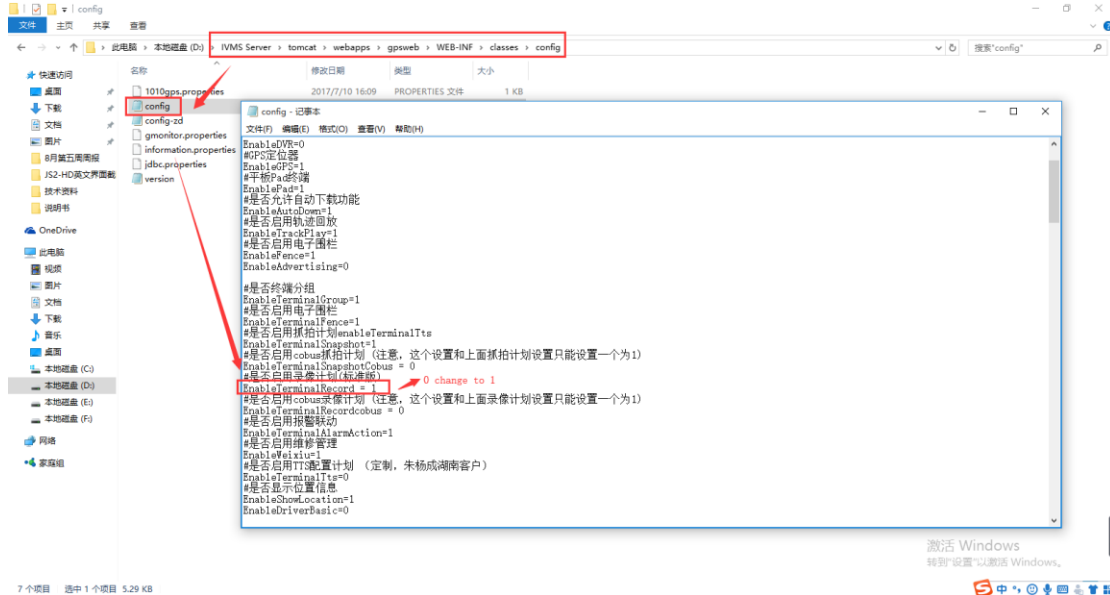 config
文件 主页 共享 查看
此电脑 › 本地磁盘 (D:) › IVMS Server › tomcat › webapps › gpsweb › WEB-INF › classes › config
搜索"config"
名称 修改日期 类型 大小
快速访问
桌面
下载
文档
图片
8月第五周周报
JS2-HD英文界面截
技术资料
说明书
OneDrive
此电脑
视频
图片
文档
下载
音乐
桌面
本地磁盘 (C:)
本地磁盘 (D:)
本地磁盘 (E:)
本地磁盘 (F:)
网络
家庭组
1010gps.properties 2017/7/10 16:09 PROPERTIES 文件 1 KB
config
config-zd
gmonitor.properties
information.properties
jdbc.properties
version
config - 记事本
文件(F) 编辑(E) 格式(O) 查看(V) 帮助(H)
EnableDVR=0
#GPS定位器
EnableGPS=1
#平板Pad终端
EnablePad=1
#是否允许自动下载功能
EnableAutoDown=1
#是否启用轨迹回放
EnableTrackPlay=1
#是否启用电子围栏
EnableFence=1
EnableAdvertising=0
#是否终端分组
EnableTerminalGroup=1
#是否启用电子围栏
EnableTerminalFence=1
#是否启用抓拍计划enableTerminalTts
EnableTerminalSnapshot=1
#是否启用cobus抓拍计划 (注意, 这个设置和上面抓拍计划设置只能设置一个为1)
EnableTerminalSnapshotCobus = 0
#是否启用录像计划(标准版)
EnableTerminalRecord = 1
0 change to 1
#是否启用cobus录像计划 (注意, 这个设置和上面录像计划设置只能设置一个为1)
EnableTerminalRecordcobus = 0
#是否启用报警联动
EnableTerminalAlarmAction=1
#是否启用维修管理
EnableWeixiu=1
#是否启用TTS配置计划 （定制, 朱杨成湖南客户）
EnableTerminalTts=0
#是否显示位置信息
EnableShowLocation=1
EnableDriverBasic=0
激活 Windows
转到"设置"以激活 Windows。
7 个项目 选中 1 个项目 5.29 KB
中